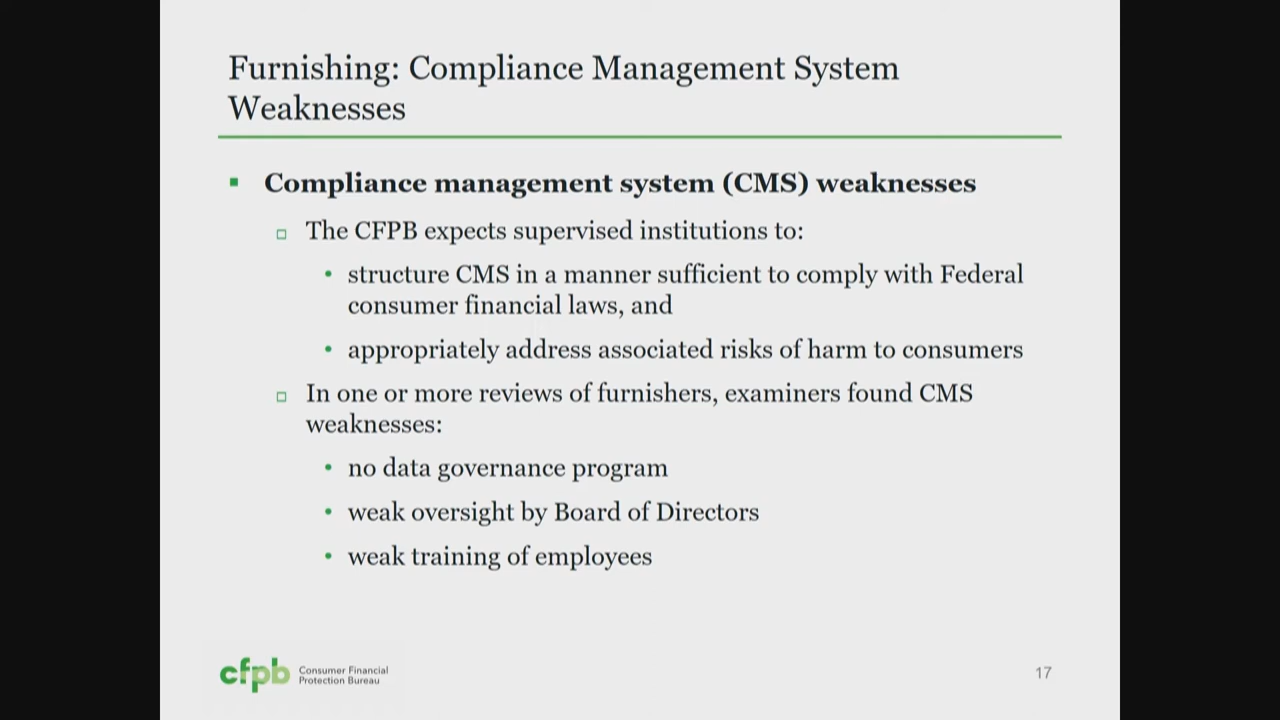 Furnishing: Compliance Management System
Weaknesses
Compliance management system (CMS) weaknesses
The CFPB expects supervised institutions to:
structure CMS in a manner sufficient to comply with Federal
consumer financial laws, and
appropriately address associated risks of harm to consumers
In one or more reviews of furnishers, examiners found CMS
weaknesses:
no data governance program
weak oversight by Board of Directors
weak training of employees
cfpb
Consumer Financial
Protection Bureau
17